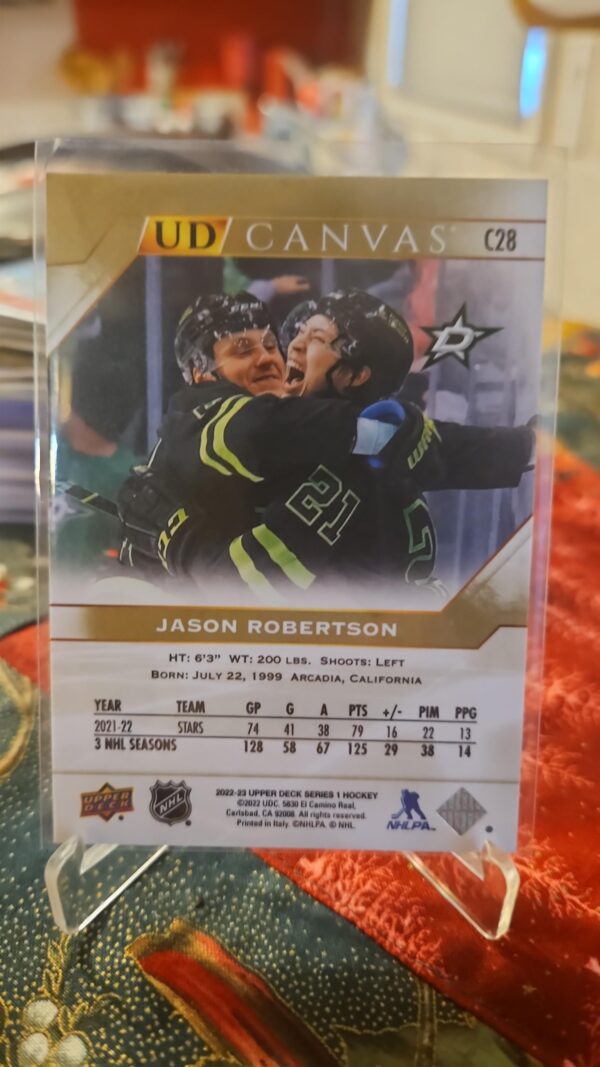 UD CANVAS C28
21
JASON ROBERTSON
HT: 6'3" WT: 200 LBS. SHOOTS: LEFT
BORN: JULY 22, 1999 ARCADIA, CALIFORNIA
YEAR TEAM GP G A PTS +/- PIM PPG
2021-22 STARS 74 41 38 79 16 22 13
3 NHL SEASONS 128 58 67 125 29 38 14
UPPER DECK
NHL
2022-23 UPPER DECK SERIES 1 HOCKEY
©2022 UDC. 5830 El Camino Real,
Carlsbad, CA 92008. All rights reserved.
Printed in Italy. ©NHLPA. © NHL.
NHLPA